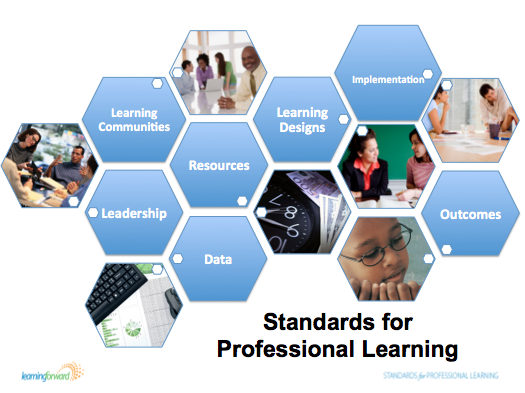 Implementation
Learning
Communities
Learning
Designs
Resources
Leadership
Outcomes
Data
Standards for
Professional Learning
learningforward
STANDARDS for PROFESSIONAL LEARNING